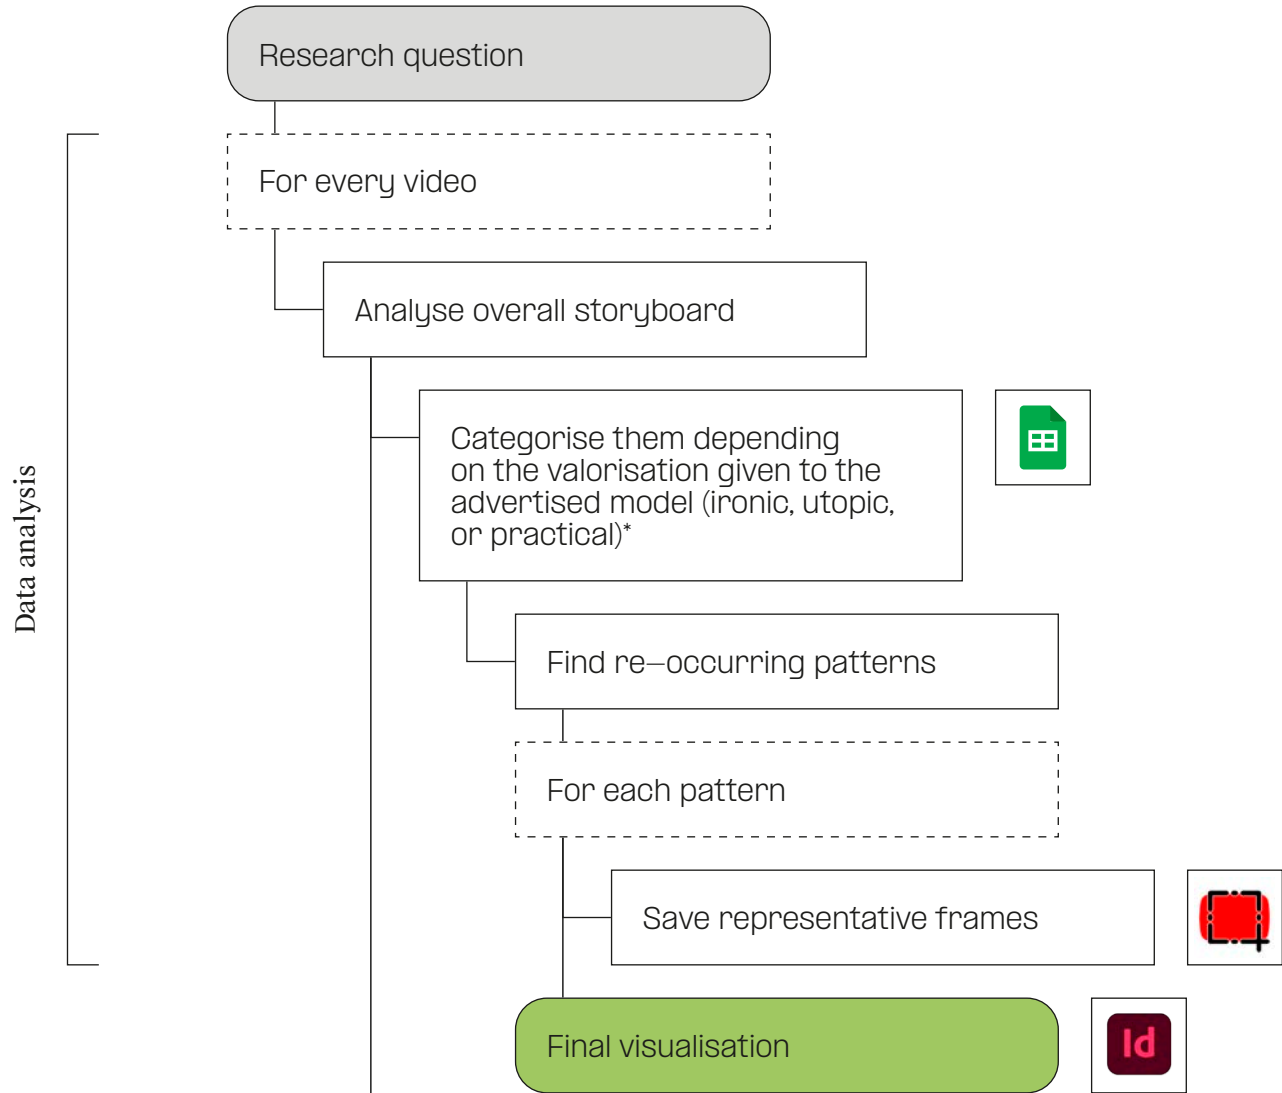 Research question
For every video
Analyse overall storyboard
Categorise them depending
on the valorisation given to the
advertised model (ironic, utopic,
or practical)*
Find re–occurring patterns
For each pattern
Save representative frames
Final visualisation
Id
Data analysis